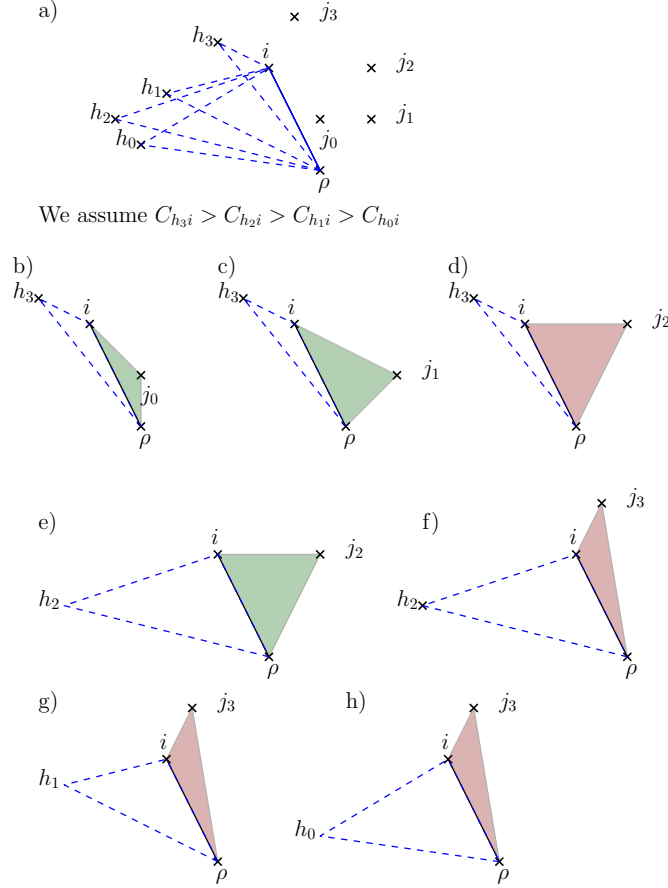 a)
j₃
h₃
i
j₂
h₁
h₂
j₁
h₀
j₀
ρ
We assume C_{h₃i} > C_{h₂i} > C_{h₁i} > C_{h₀i}
b) c) d)
h₃ i h₃ i h₃ i j₂
j₁
j₀
ρ ρ ρ
e) f)
j₃
i j₂ i
h₂ h₂
ρ ρ
g) h)
j₃ j₃
i i
h₁
h₀
ρ ρ